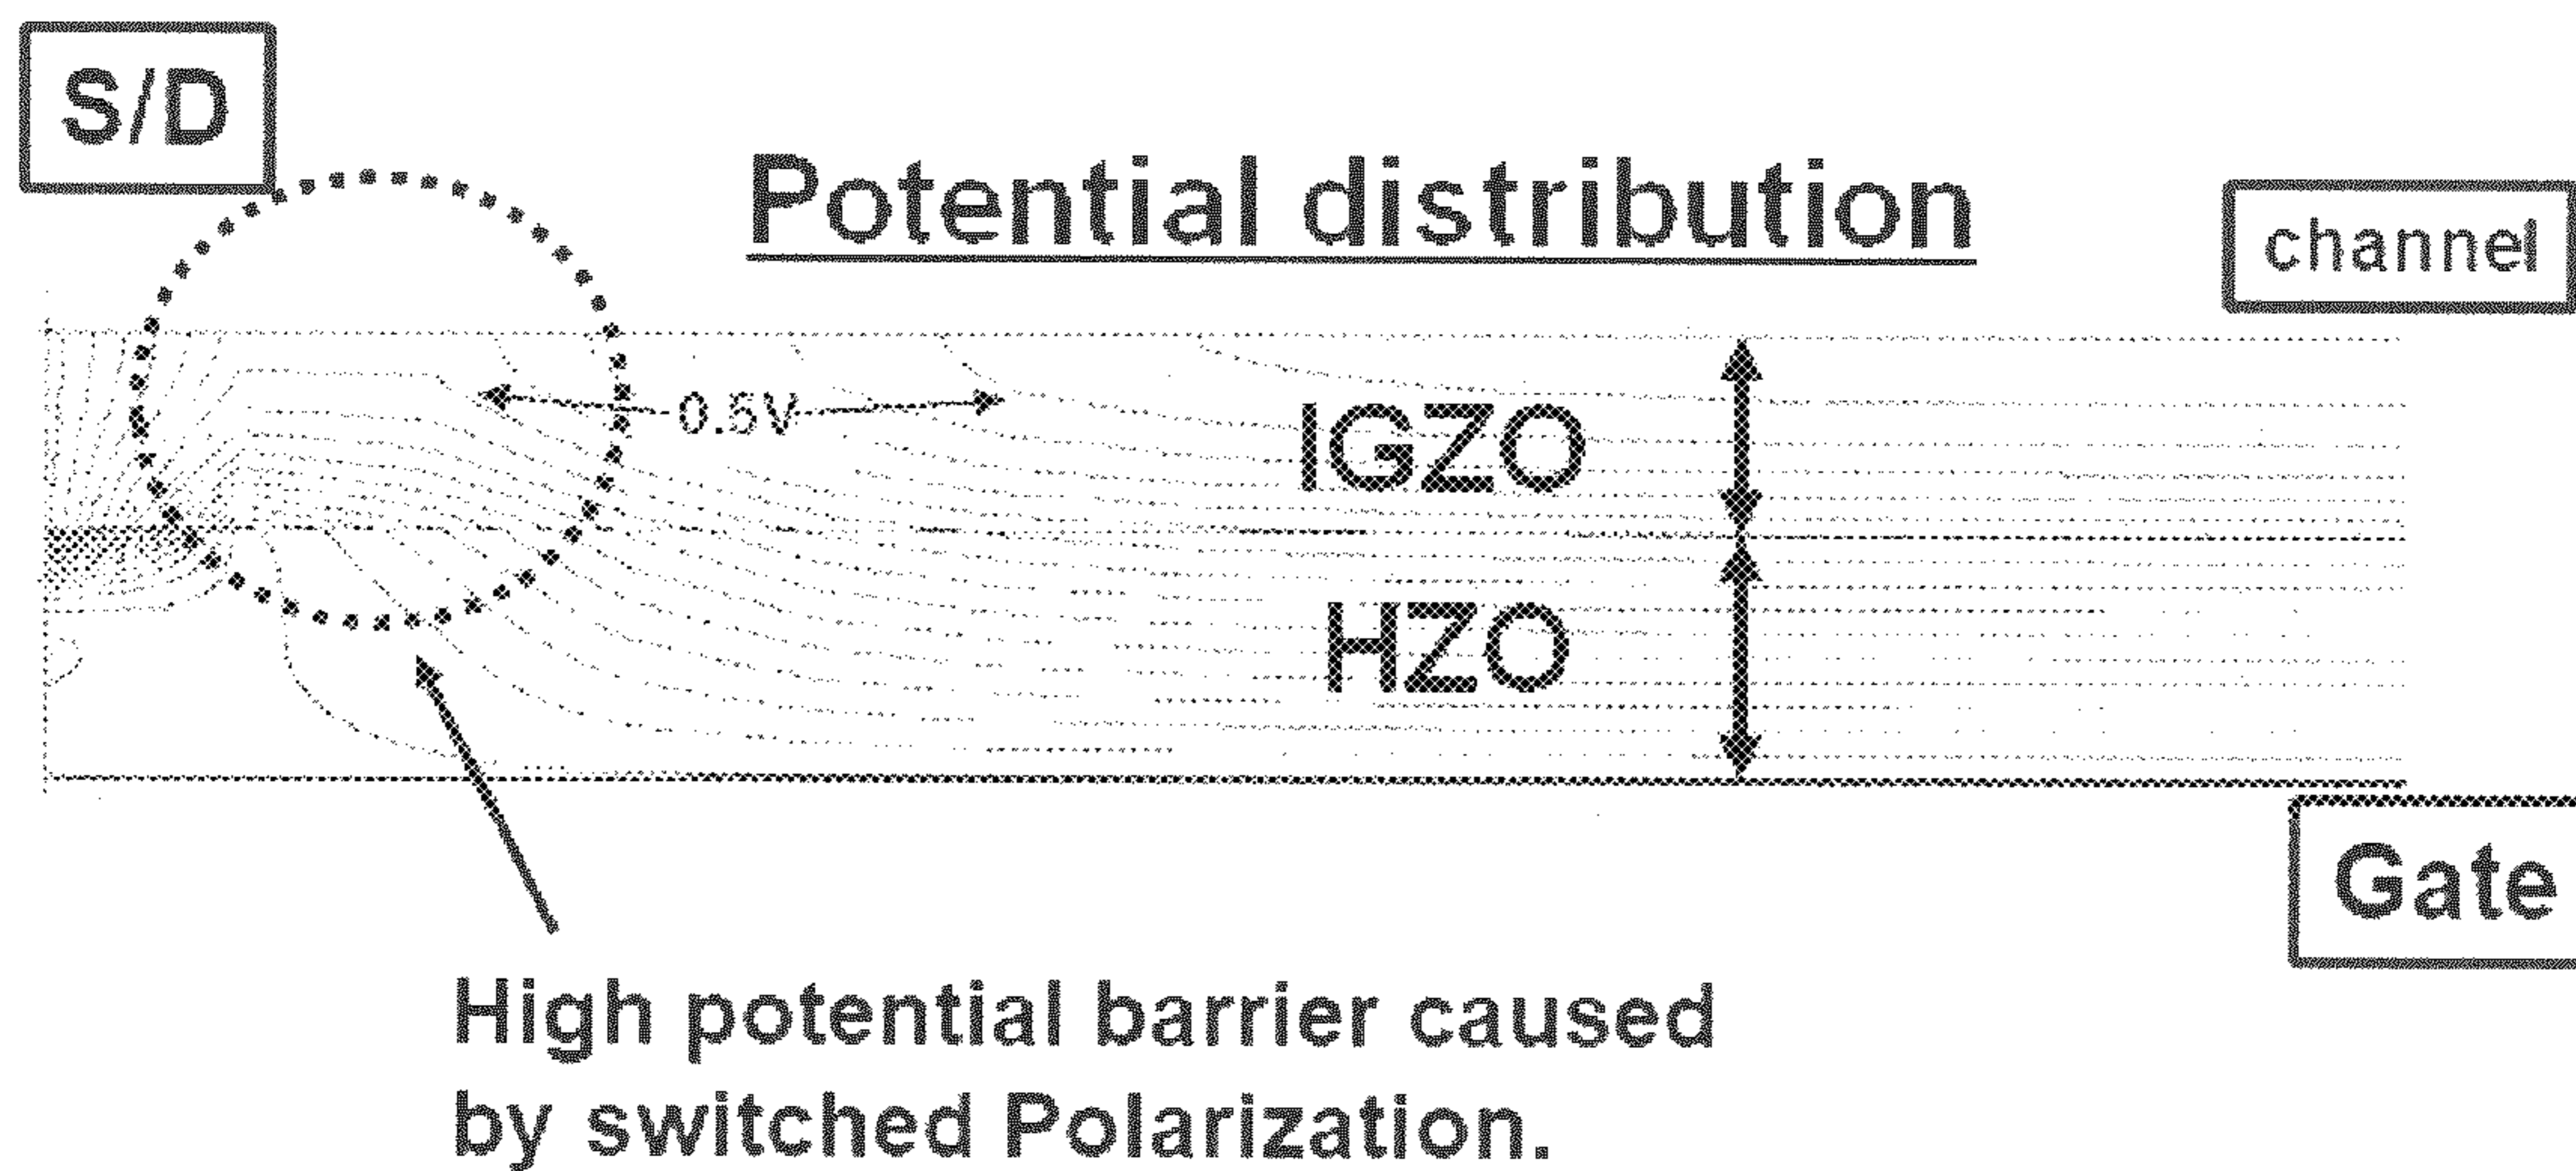 S/D
Potential distribution
channel
0.5V
IGZO
HZO
Gate
High potential barrier caused
by switched Polarization.